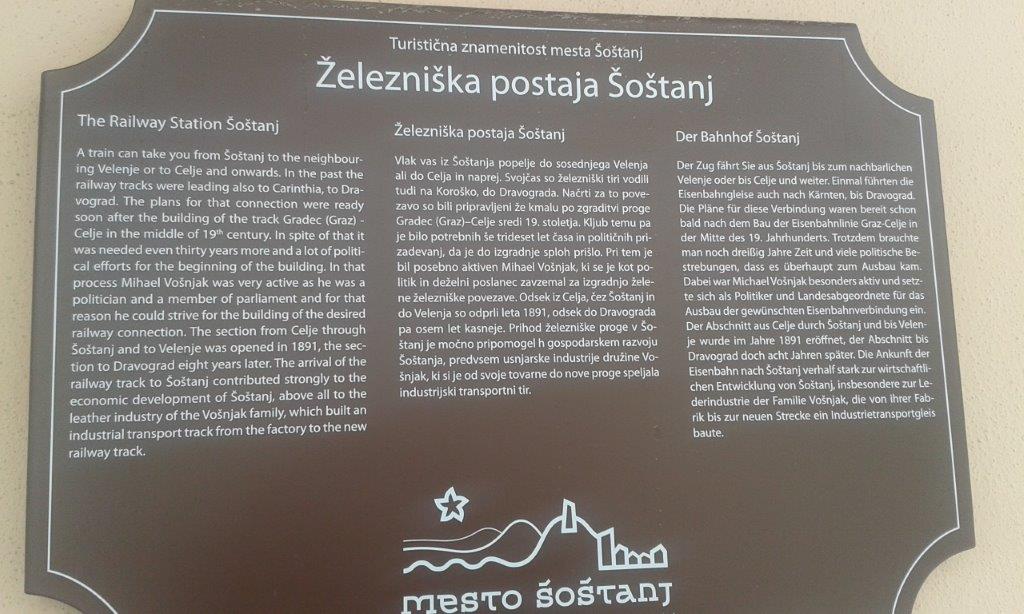 Turistična znamenitost mesta Šoštanj
Železniška postaja Šoštanj
The Railway Station Šoštanj
A train can take you from Šoštanj to the neighbour-
ing Velenje or to Celje and onwards. In the past the
railway tracks were leading also to Carinthia, to Dra-
vograd. The plans for that connection were ready
soon after the building of the track Gradec (Graz) -
Celje in the middle of 19th century. In spite of that it
was needed even thirty years more and a lot of politi-
cal efforts for the beginning of the building. In that
process Mihael Vošnjak was very active as he was a
politician and a member of parliament and for that
reason he could strive for the building of the desired
railway connection. The section from Celje through
Šoštanj and to Velenje was opened in 1891, the sec-
tion to Dravograd eight years later. The arrival of the
railway track to Šoštanj contributed strongly to the
economic development of Šoštanj, above all to the
leather industry of the Vošnjak family, which built an
industrial transport track from the factory to the new
railway track.
Železniška postaja Šoštanj
Vlak vas iz Šoštanja popelje do sosednjega Velenja
ali do Celja in naprej. Svojčas so železniški tiri vodili
tudi na Koroško, do Dravograda. Načrti za to pove-
zavo so bili pripravljeni že kmalu po zgraditvi proge
Gradec (Graz)–Celje sredi 19. stoletja. Kljub temu pa
je bilo potrebnih še trideset let časa in političnih pri-
zadevanj, da je do izgradnje sploh prišlo. Pri tem je
bil posebno aktiven Mihael Vošnjak, ki se je kot po-
litik in deželni poslanec zavzemal za izgradnjo žele-
ne železniške povezave. Odsek iz Celja, čez Šoštanj in
do Velenja so odprli leta 1891, odsek do Dravograda
pa osem let kasneje. Prihod železniške proge v Šo-
štanj je močno pripomogel h gospodarskem razvoju
Šoštanja, predvsem usnjarske industrije družine Vo-
šnjak, ki si je od svoje tovarne do nove proge speljala
industrijski transportni tir.
Der Bahnhof Šoštanj
Der Zug fährt Sie aus Šoštanj bis zum nachbarlichen
Velenje oder bis Celje und weiter. Einmal führten die
Eisenbahngleise auch nach Kärnten, bis Dravograd.
Die Pläne für diese Verbindung waren bereit schon
bald nach dem Bau der Eisenbahnlinie Graz-Celje in
der Mitte des 19. Jahrhunderts. Trotzdem brauchte
man noch dreißig Jahre Zeit und viele politische Be-
strebungen, dass es überhaupt zum Ausbau kam.
Dabei war Michael Vošnjak besonders aktiv und setz-
te sich als Politiker und Landesabgeordnete für das
Ausbau der gewünschten Eisenbahnverbindung ein.
Der Abschnitt aus Celje durch Šoštanj und bis Velen-
je wurde im Jahre 1891 eröffnet, der Abschnitt bis
Dravograd doch acht Jahren später. Die Ankunft der
Eisenbahn nach Šoštanj verhalf stark zur wirtschaftli-
chen Entwicklung von Šoštanj, insbesondere zur Le-
derindustrie der Familie Vošnjak, die von ihrer Fab-
rik bis zur neuen Strecke ein Industrietransportgleis
baute.
mesto šoštanj